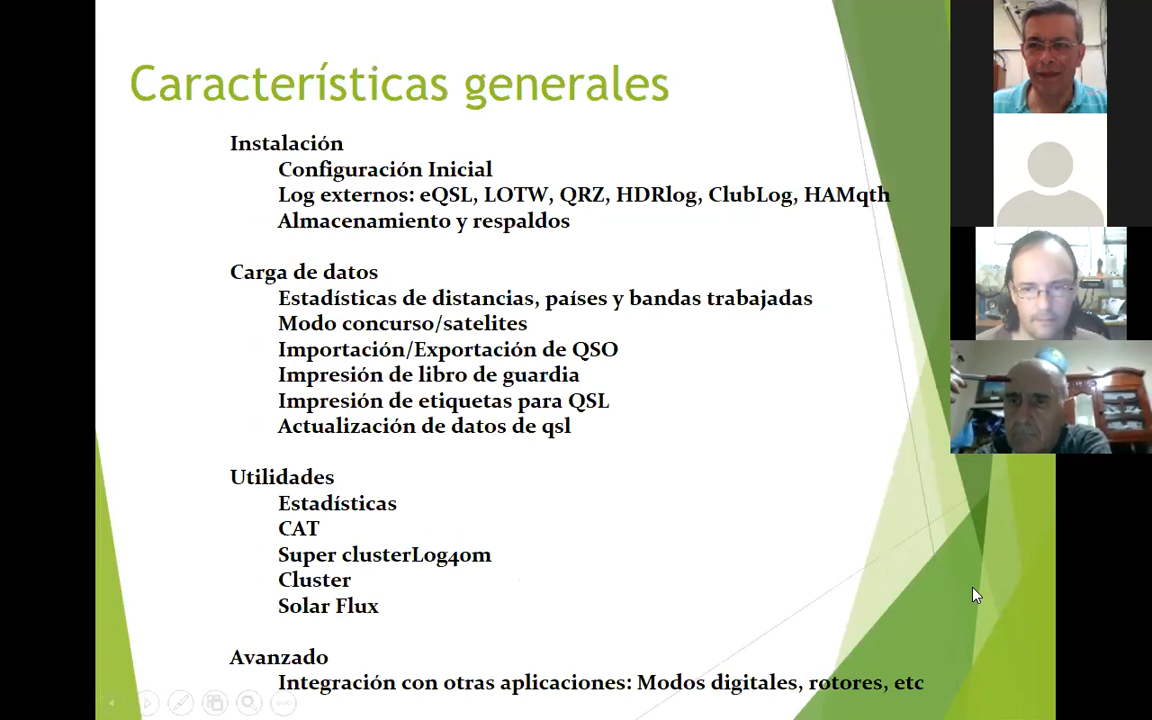 Características generales
Instalación
Configuración Inicial
Log externos: eQSL, LOTW, QRZ, HDRlog, ClubLog, HAMqth
Almacenamiento y respaldos
Carga de datos
Estadísticas de distancias, países y bandas trabajadas
Modo concurso/satelites
Importación/Exportación de QSO
Impresión de libro de guardia
Impresión de etiquetas para QSL
Actualización de datos de qsl
Utilidades
Estadísticas
CAT
Super clusterLog4om
Cluster
Solar Flux
Avanzado
Integración con otras aplicaciones: Modos digitales, rotores, etc